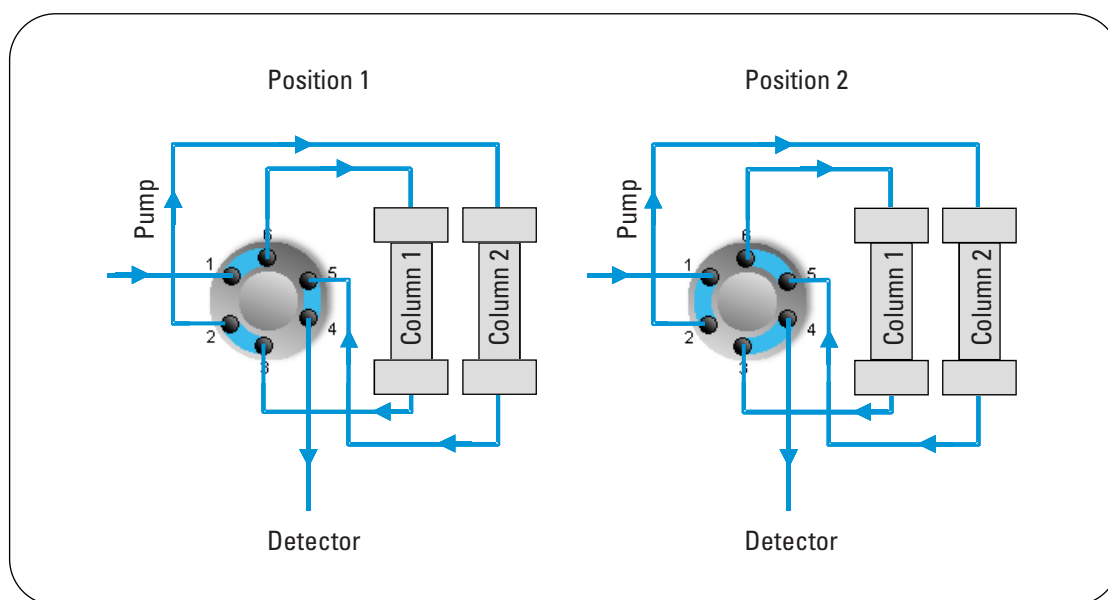 Position 1
Position 2
Pump
6
1
5
2
4
3
Column 1
Column 2
Detector
Pump
6
1
5
2
4
3
Column 1
Column 2
Detector